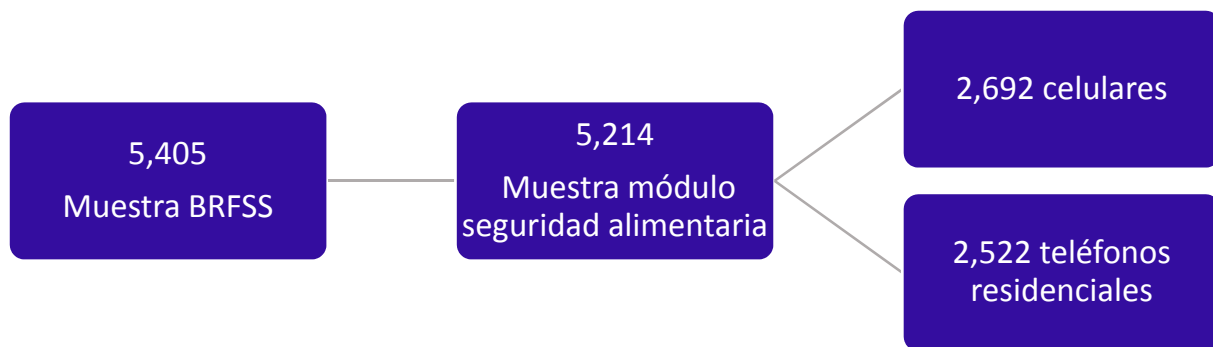 5,405
Muestra BRFSS
5,214
Muestra módulo
seguridad alimentaria
2,692 celulares
2,522 teléfonos
residenciales